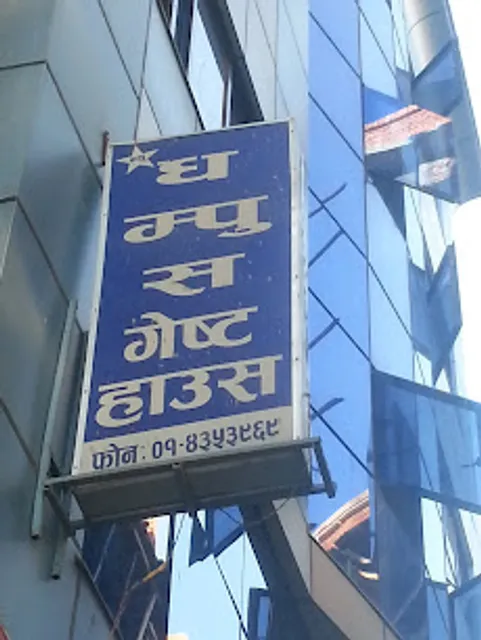 घ
म्पु
स
गेष्ट
हाउस
फोन: ०१-४३५३९६९